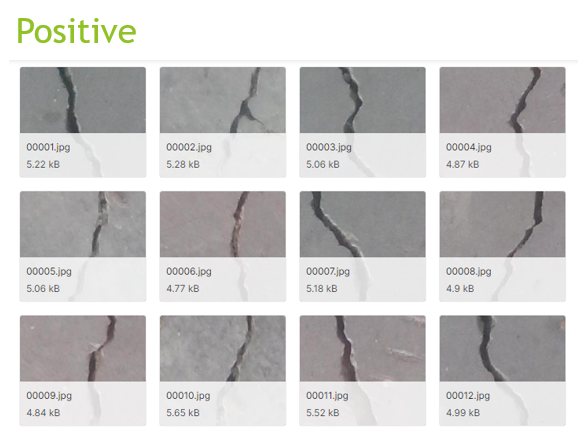 Positive
00001.jpg
5.22 kB
00002.jpg
5.28 kB
00003.jpg
5.06 kB
00004.jpg
4.87 kB
00005.jpg
5.06 kB
00006.jpg
4.77 kB
00007.jpg
5.18 kB
00008.jpg
4.9 kB
00009.jpg
4.84 kB
00010.jpg
5.65 kB
00011.jpg
5.52 kB
00012.jpg
4.99 kB